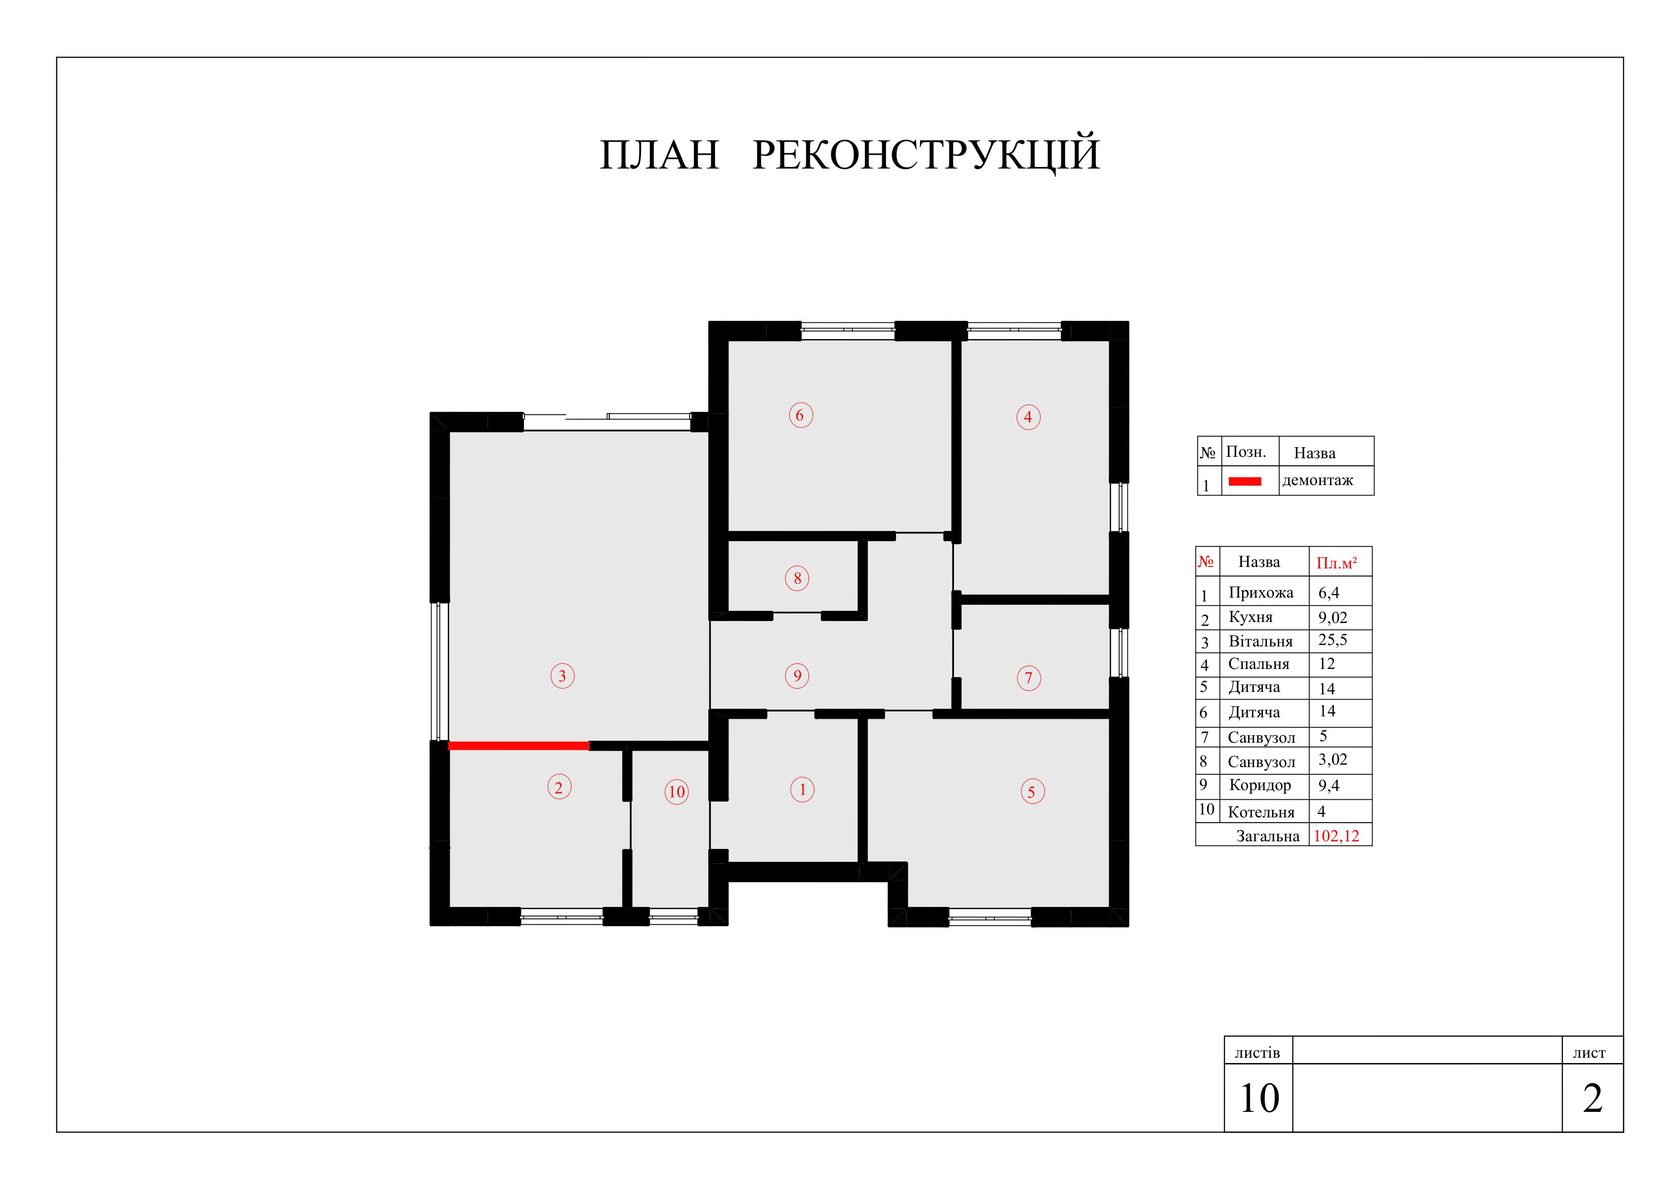 ПЛАН РЕКОНСТРУКЦІЙ
6
4
8
3
9
7
2
10
1
5
№ Позн. Назва
1 демонтаж
№ Назва Пл.м²
1 Прихожа 6,4
2 Кухня 9,02
3 Вітальня 25,5
4 Спальня 12
5 Дитяча 14
6 Дитяча 14
7 Санвузол 5
8 Санвузол 3,02
9 Коридор 9,4
10 Котельня 4
Загальна 102,12
листів лист
10 2